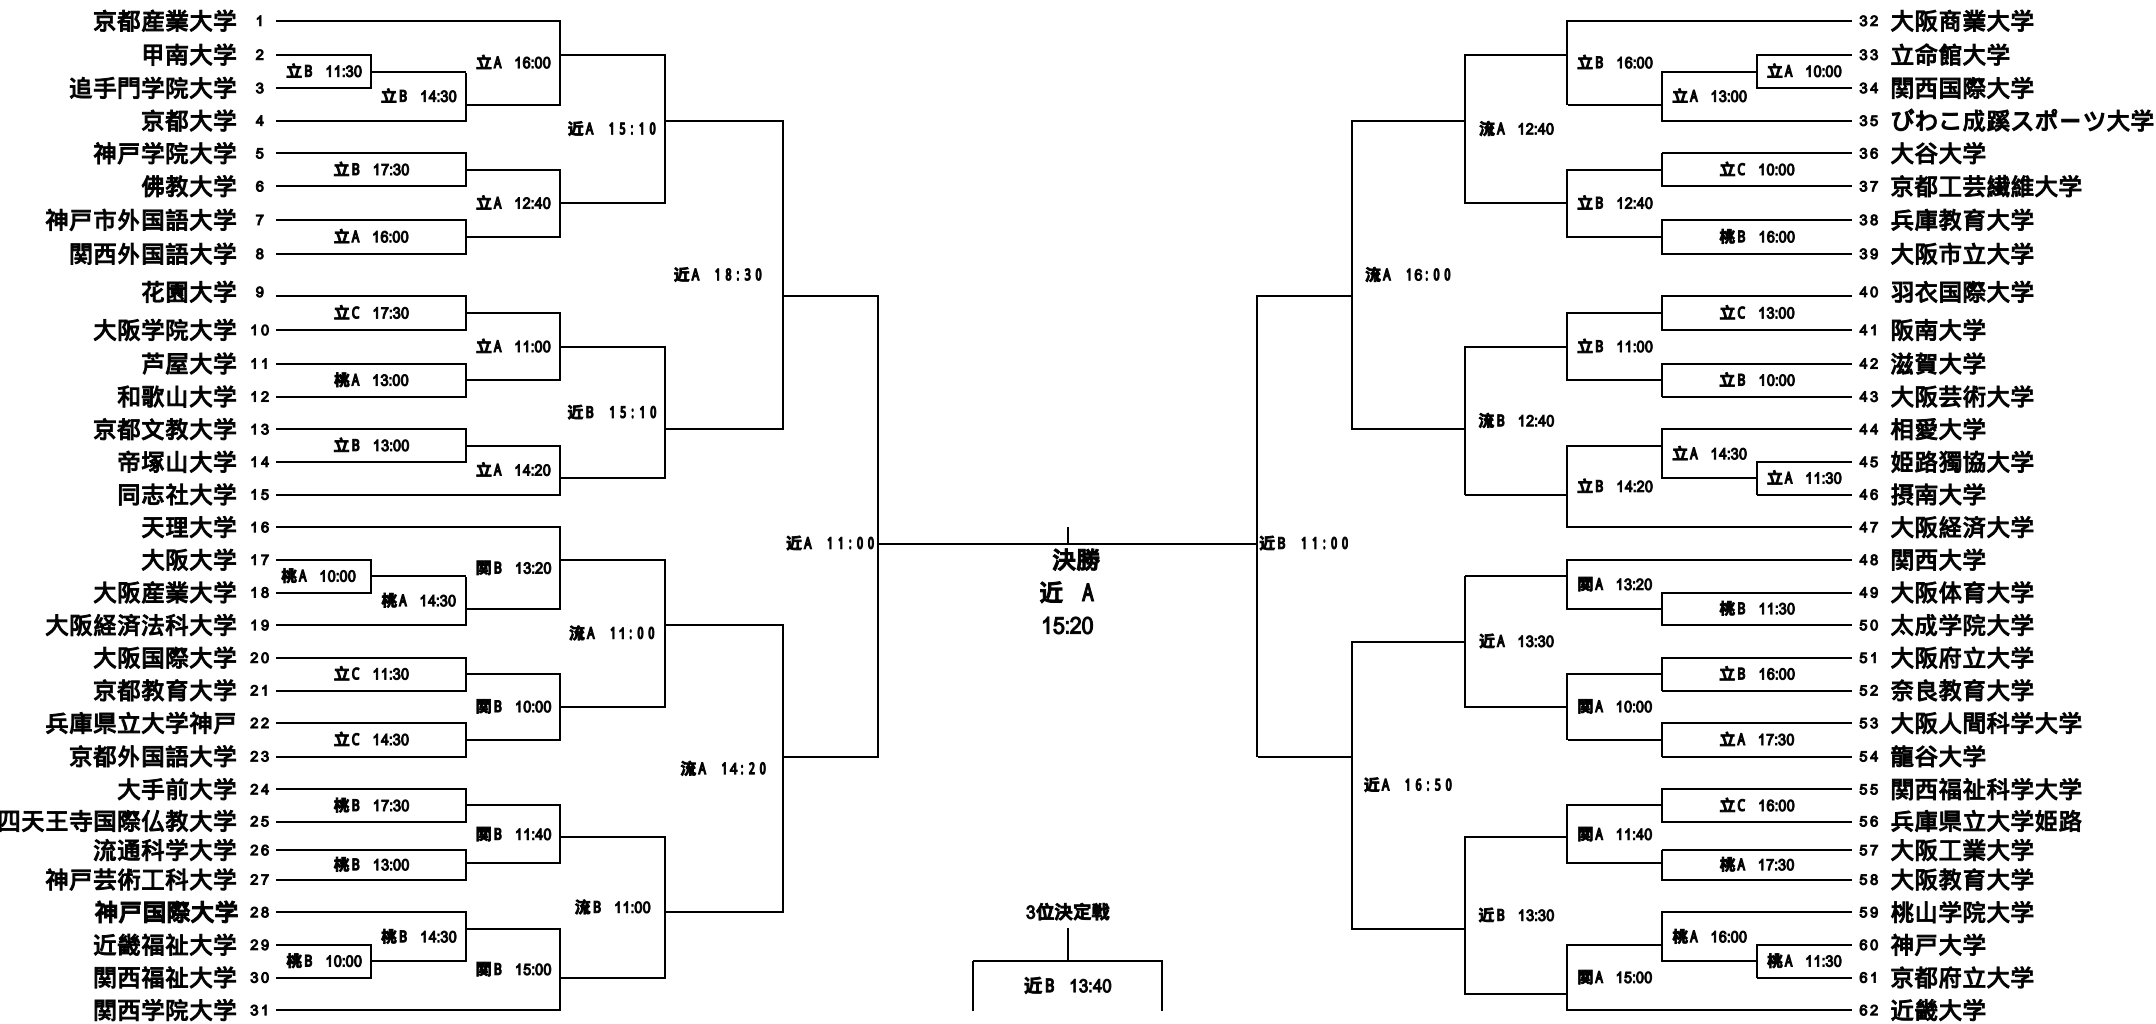 京都産業大学 1
甲南大学 2
追手門学院大学 3
京都大学 4
神戸学院大学 5
佛教大学 6
神戸市外国語大学 7
関西外国語大学 8
花園大学 9
大阪学院大学 10
芦屋大学 11
和歌山大学 12
京都文教大学 13
帝塚山大学 14
同志社大学 15
天理大学 16
大阪大学 17
大阪産業大学 18
大阪経済法科大学 19
大阪国際大学 20
京都教育大学 21
兵庫県立大学神戸 22
京都外国語大学 23
大手前大学 24
四天王寺国際仏教大学 25
流通科学大学 26
神戸芸術工科大学 27
神戸国際大学 28
近畿福祉大学 29
関西福祉大学 30
関西学院大学 31
立B 11:30
桃A 10:00
桃B 10:00
立B 14:30
立B 17:30
立A 16:00
立C 17:30
桃A 13:00
立B 13:00
桃A 14:30
立C 11:30
立C 14:30
桃B 17:30
桃B 13:00
桃B 14:30
立A 16:00
立A 12:40
立A 11:00
立A 14:20
関B 13:20
関B 10:00
関B 11:40
関B 15:00
近A 15:10
近B 15:10
流A 11:00
流B 11:00
近A 18:30
流A 14:20
近A 11:00
決勝
近 A
15:20
3位決定戦
近B 13:40
近B 11:00
流A 16:00
近A 16:50
流A 12:40
流B 12:40
近A 13:30
近B 13:30
立B 16:00
立B 12:40
立B 11:00
立B 14:20
関A 13:20
関A 10:00
関A 11:40
関A 15:00
立A 13:00
立C 10:00
桃B 16:00
立C 13:00
立B 10:00
立A 14:30
桃B 11:30
立B 16:00
立A 17:30
立C 16:00
桃A 17:30
桃A 16:00
立A 10:00
立A 11:30
桃A 11:30
32 大阪商業大学
33 立命館大学
34 関西国際大学
35 びわこ成蹊スポーツ大学
36 大谷大学
37 京都工芸繊維大学
38 兵庫教育大学
39 大阪市立大学
40 羽衣国際大学
41 阪南大学
42 滋賀大学
43 大阪芸術大学
44 相愛大学
45 姫路獨協大学
46 摂南大学
47 大阪経済大学
48 関西大学
49 大阪体育大学
50 太成学院大学
51 大阪府立大学
52 奈良教育大学
53 大阪人間科学大学
54 龍谷大学
55 関西福祉科学大学
56 兵庫県立大学姫路
57 大阪工業大学
58 大阪教育大学
59 桃山学院大学
60 神戸大学
61 京都府立大学
62 近畿大学